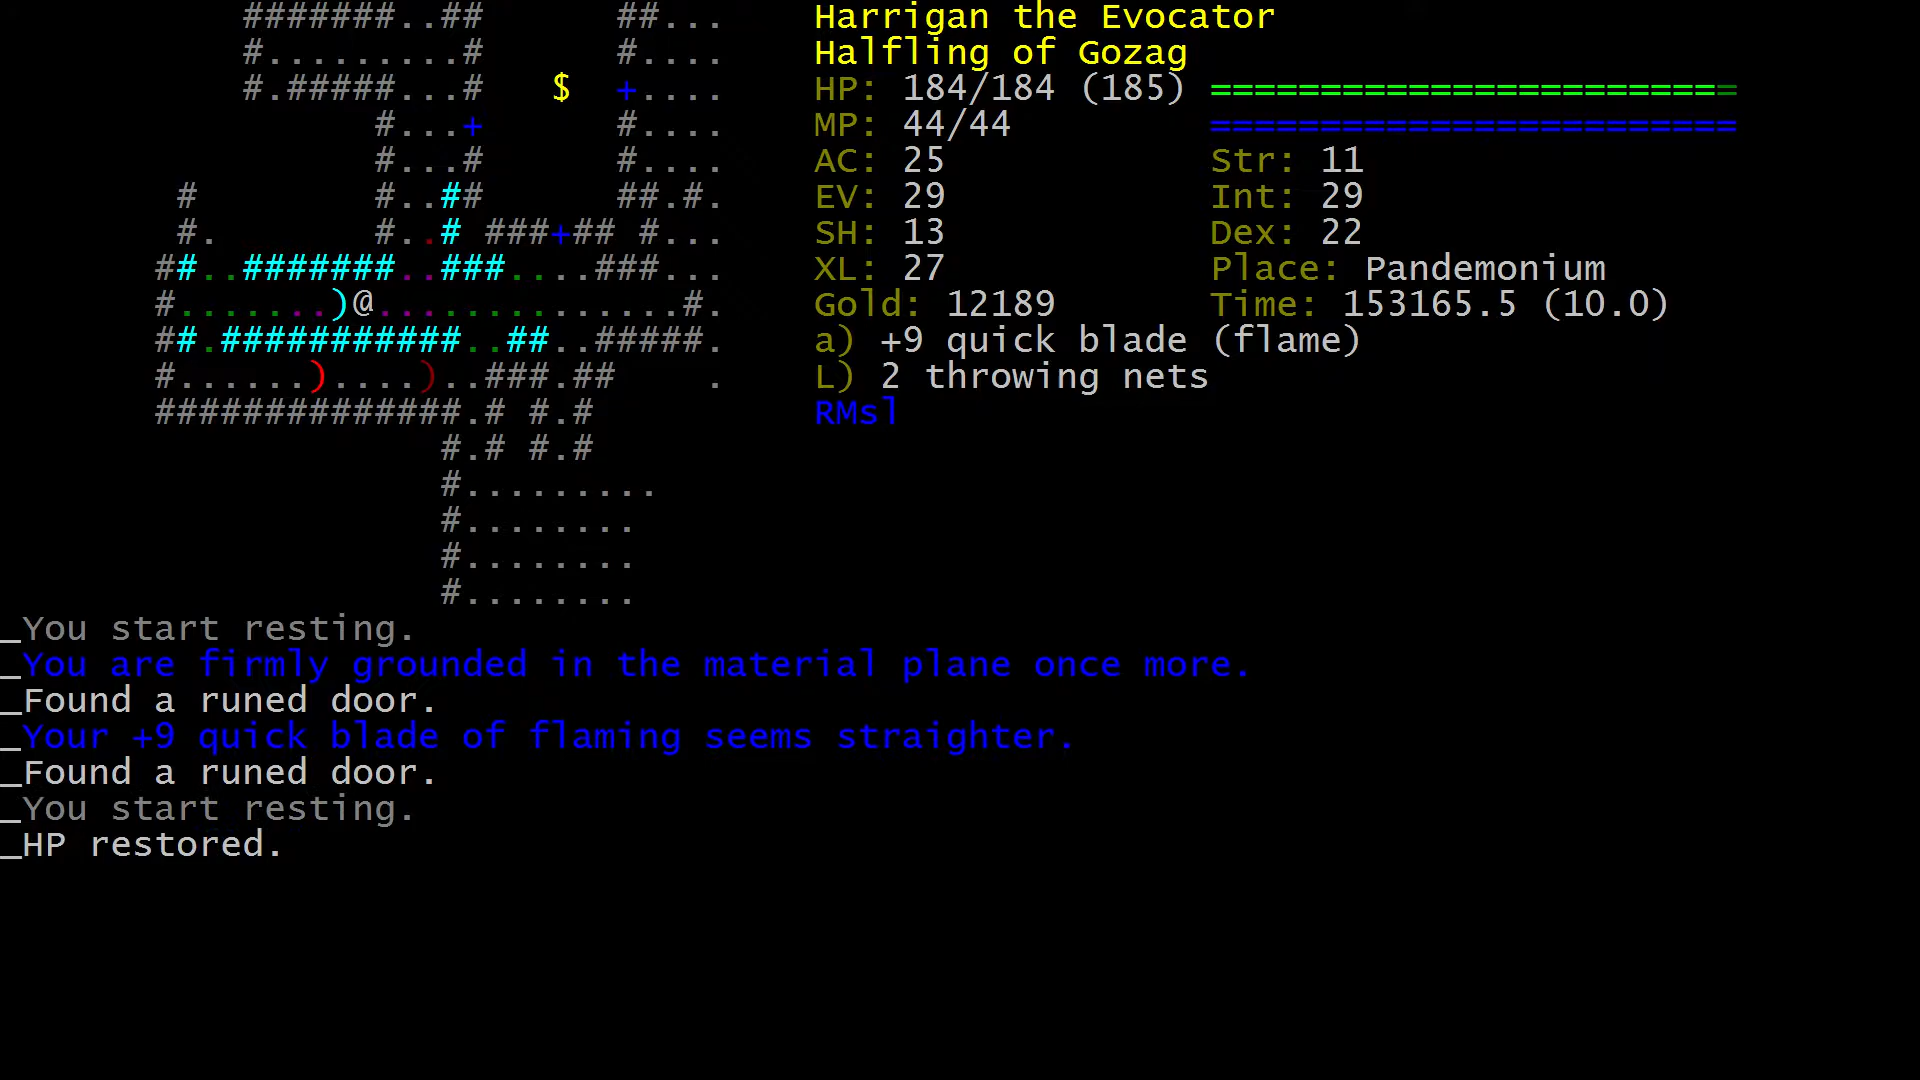 #######..## ##... Harrigan the Evocator
#.........# #.... Halfling of Gozag
#.#####...# $ +.... HP: 184/184 (185) ========================
#...+ #.... MP: 44/44 ========================
#...# #.... AC: 25 Str: 11
# #..## ##.#. EV: 29 Int: 29
#. #..# ###+## #... SH: 13 Dex: 22
##..#######..###....###... XL: 27 Place: Pandemonium
#.......)@..............#. Gold: 12189 Time: 153165.5 (10.0)
##.###########..##..#####. a) +9 quick blade (flame)
#......)....)..###.## . L) 2 throwing nets
##############.# #.# RMsl
#.# #.#
#.........
#........
#........
#........
_You start resting.
_You are firmly grounded in the material plane once more.
_Found a runed door.
_Your +9 quick blade of flaming seems straighter.
_Found a runed door.
_You start resting.
_HP restored.